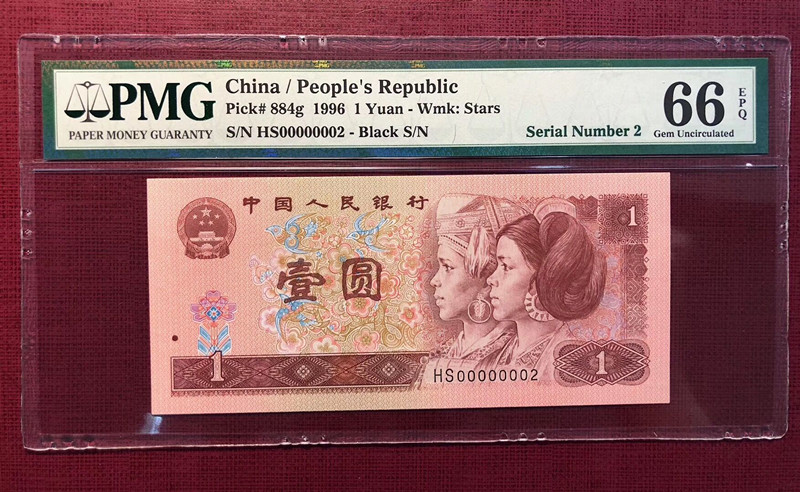 PMG
PAPER MONEY GUARANTY
China / People's Republic
Pick# 884g 1996 1 Yuan - Wmk: Stars
S/N HS00000002 - Black S/N
Serial Number 2
66
EPQ
Gem Uncirculated
PMG
中国人民银行
1
壹圆
1
HS00000002
1